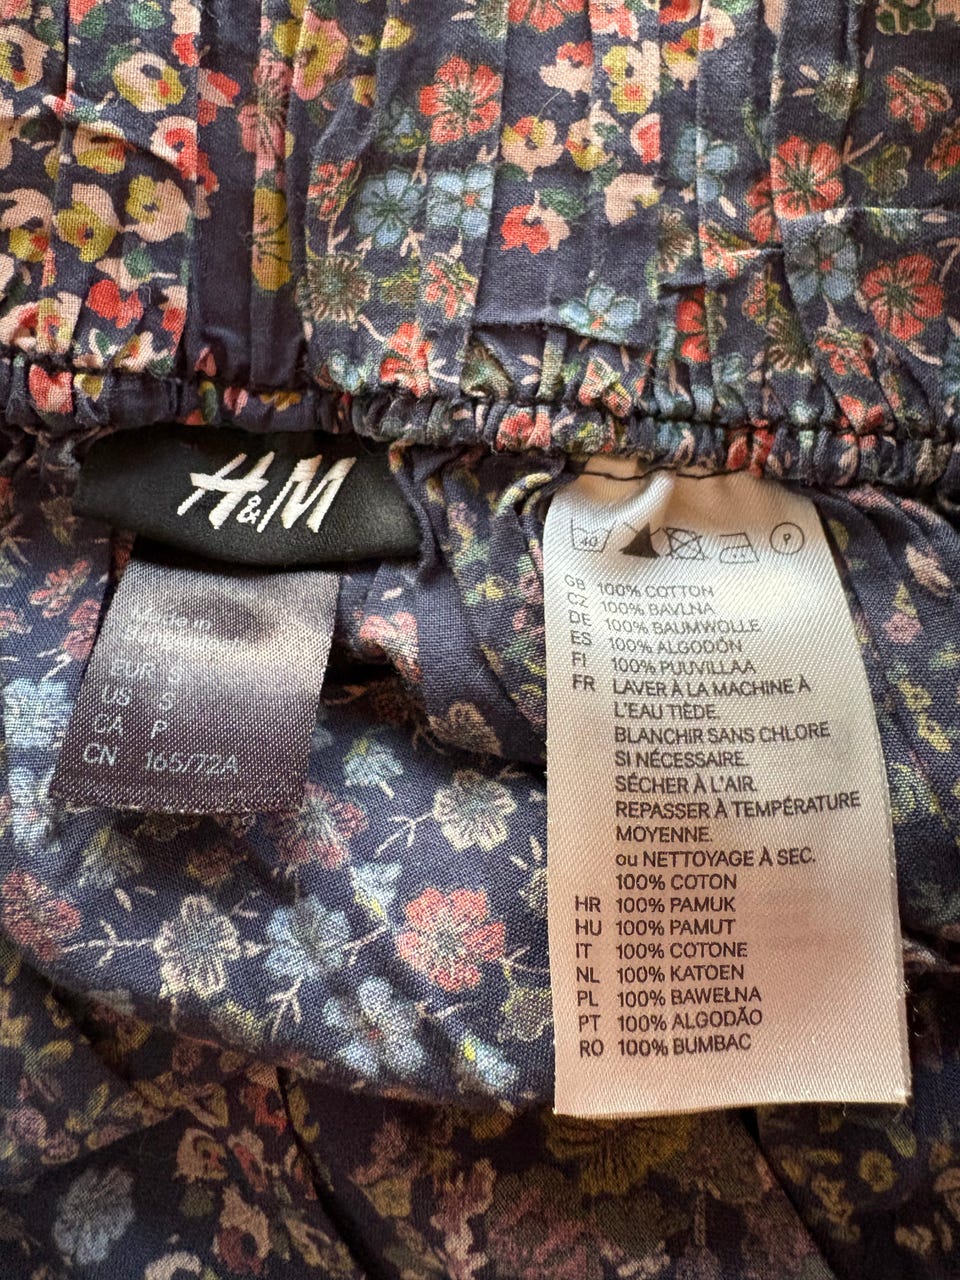 H&M
Made in
EUR S
US S
CA P
CN 165/72A
40
P
GB 100% COTTON
CZ 100% BAVLNA
DE 100% BAUMWOLLE
ES 100% ALGODÓN
FI 100% PUUVILLAA
FR LAVER À LA MACHINE À
L'EAU TIÈDE.
BLANCHIR SANS CHLORE
SI NÉCESSAIRE.
SÉCHER À L'AIR.
REPASSER À TEMPÉRATURE
MOYENNE.
ou NETTOYAGE À SEC.
100% COTON
HR 100% PAMUK
HU 100% PAMUT
IT 100% COTONE
NL 100% KATOEN
PL 100% BAWEŁNA
PT 100% ALGODÃO
RO 100% BUMBAC